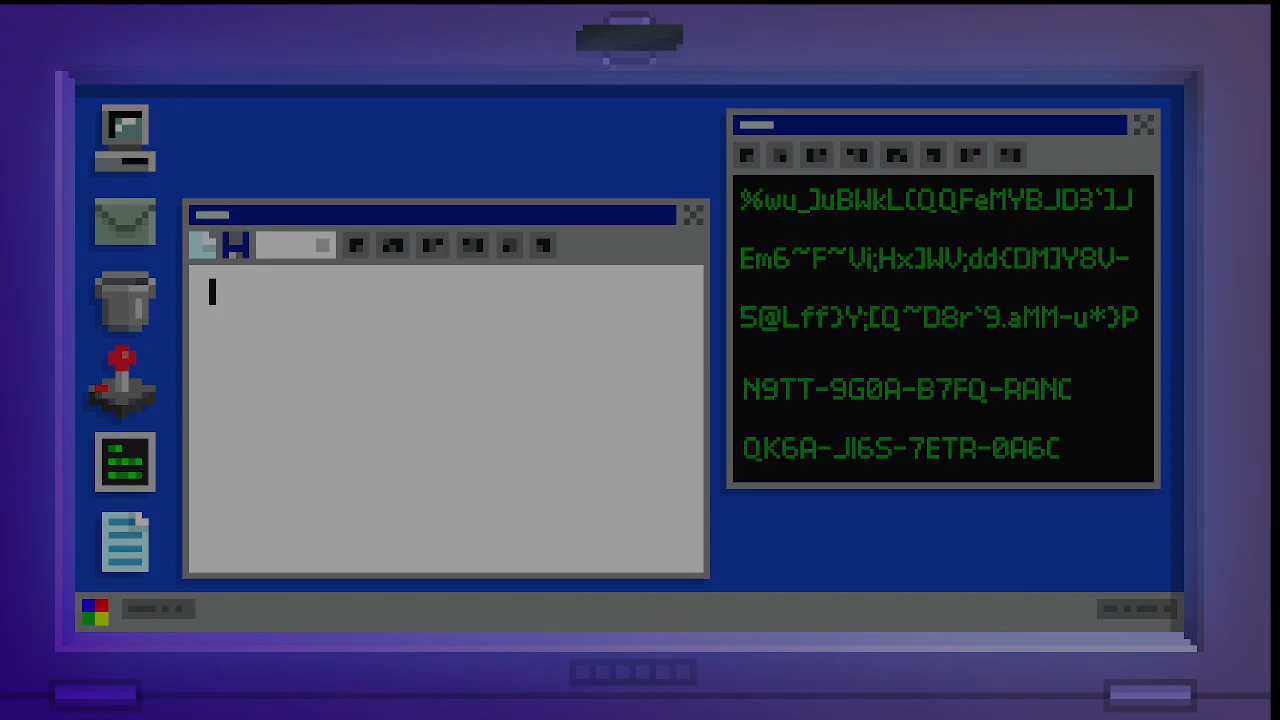 %wu_JuBWkL(QQFeMYBJD3`]J
Em6~F~Vi;Hx]WV;dd(DM]Y8V-
5@Lff}Y;[Q~D8r`9.aMM-u*}P
N9TT-9G0A-B7FQ-RANC
QK6A-JI6S-7ETR-0A6C